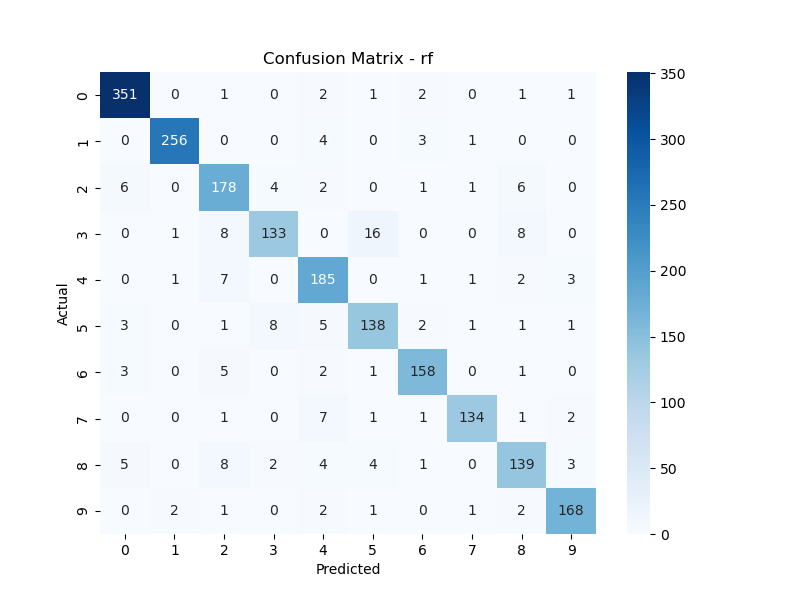 Confusion Matrix - rf
0 351 0 1 0 2 1 2 0 1 1
1 0 256 0 0 4 0 3 1 0 0
2 6 0 178 4 2 0 1 1 6 0
3 0 1 8 133 0 16 0 0 8 0
4 0 1 7 0 185 0 1 1 2 3
5 3 0 1 8 5 138 2 1 1 1
6 3 0 5 0 2 1 158 0 1 0
7 0 0 1 0 7 1 1 134 1 2
8 5 0 8 2 4 4 1 0 139 3
9 0 2 1 0 2 1 0 1 2 168
0 1 2 3 4 5 6 7 8 9
Predicted
Actual
350
300
250
200
150
100
50
0